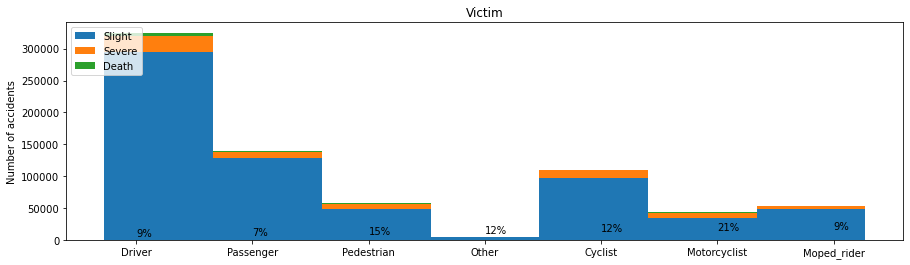 Victim
Slight
Severe
Death
Number of accidents
300000
250000
200000
150000
100000
50000
0
9%
7%
15%
12%
12%
21%
9%
Driver
Passenger
Pedestrian
Other
Cyclist
Motorcyclist
Moped_rider